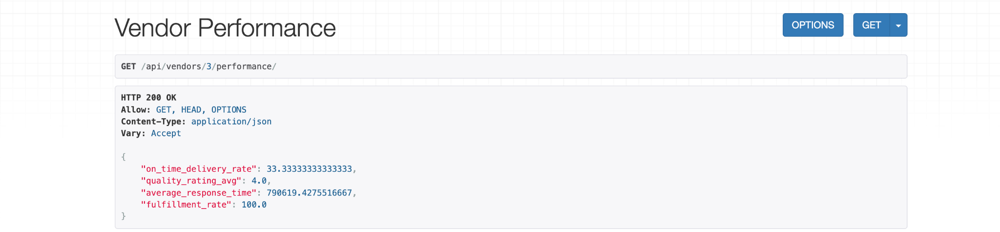 Vendor Performance
OPTIONS
GET
GET /api/vendors/3/performance/
HTTP 200 OK
Allow: GET, HEAD, OPTIONS
Content-Type: application/json
Vary: Accept
{
"on_time_delivery_rate": 33.33333333333333,
"quality_rating_avg": 4.0,
"average_response_time": 790619.4275516667,
"fulfillment_rate": 100.0
}